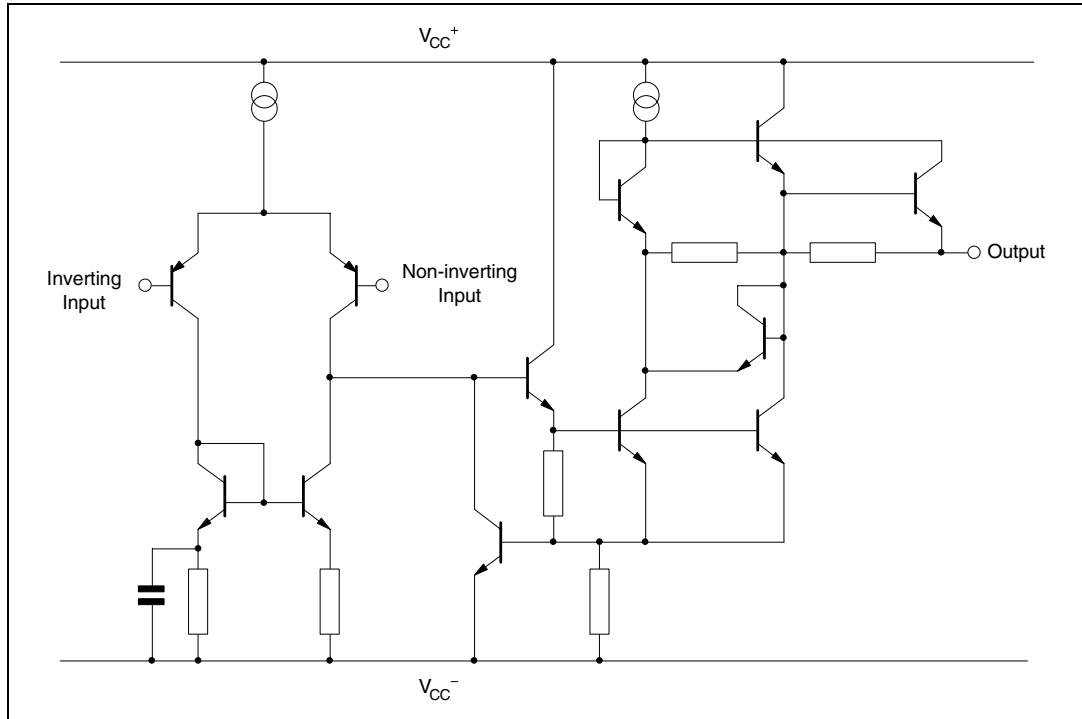 VCC+
Inverting
Input
Non-inverting
Input
Output
VCC−